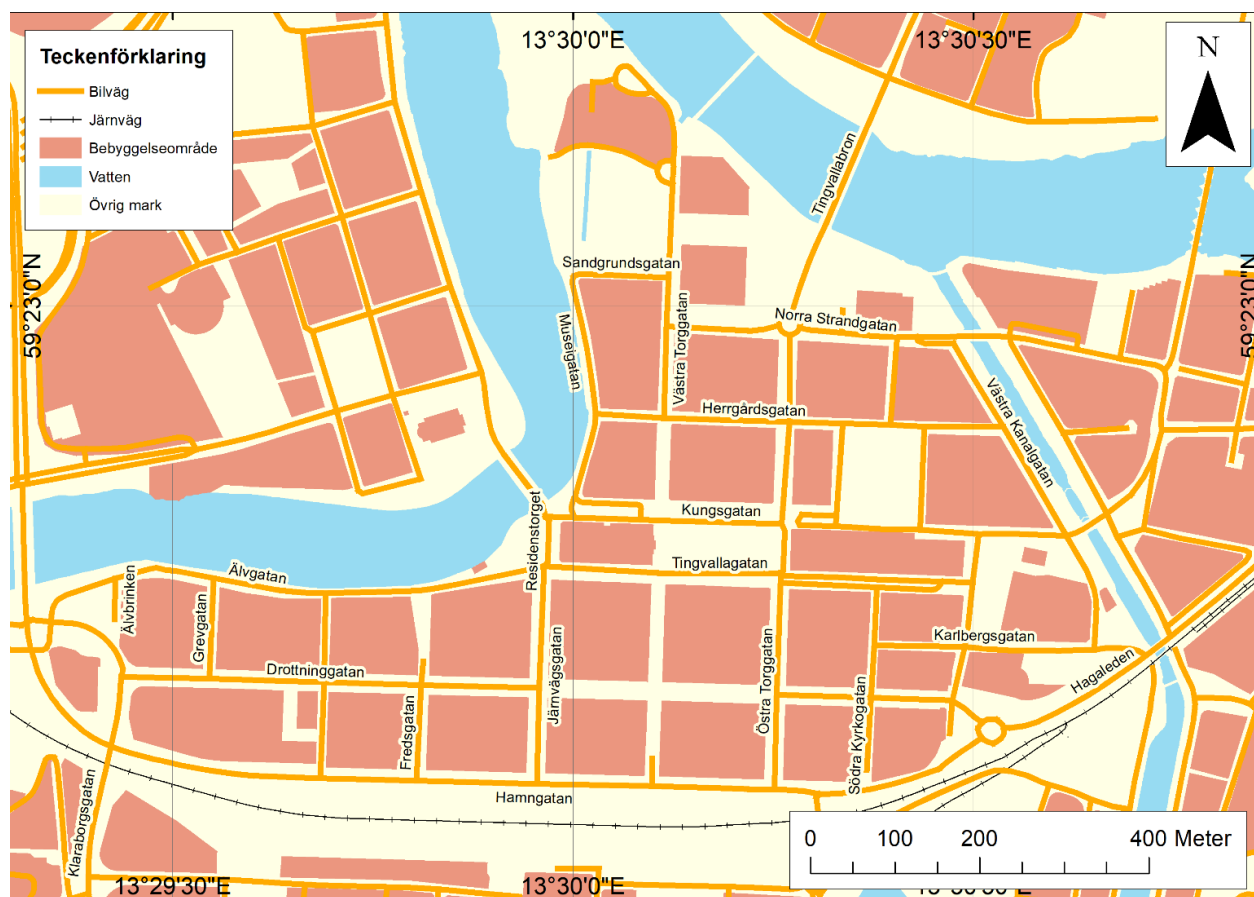 13°30'0"E
13°30'30"E
N
Teckenförklaring
Bilväg
Järnväg
Bebyggelseområde
Vatten
Övrig mark
Tingvallabron
59°23'0"N
59°23'0"N
Sandgrundsgatan
Museigatan
Västra Torggatan
Norra Strandgatan
Herrgårdsgatan
Västra Kanalgatan
Residenstorget
Kungsgatan
Tingvallagatan
Älvgatan
Älvbrinken
Grevgatan
Drottninggatan
Karlbergsgatan
Hagaleden
Fredsgatan
Järnvägsgatan
Östra Torggatan
Södra Kyrkogatan
Hamngatan
Klaraborgsgatan
0 100 200 400 Meter
13°29'30"E
13°30'0"E